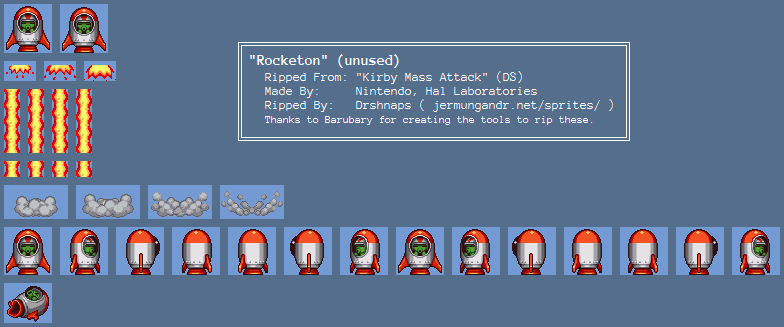 "Rocketon" (unused)
Ripped From: "Kirby Mass Attack" (DS)
Made By: Nintendo, Hal Laboratories
Ripped By: Drshnaps ( jermungandr.net/sprites/ )
Thanks to Barubary for creating the tools to rip these.